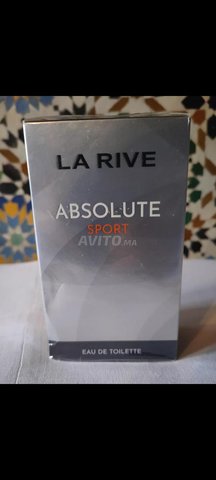 LA RIVE
ABSOLUTE
SPORT
AVITO.MA
EAU DE TOILETTE